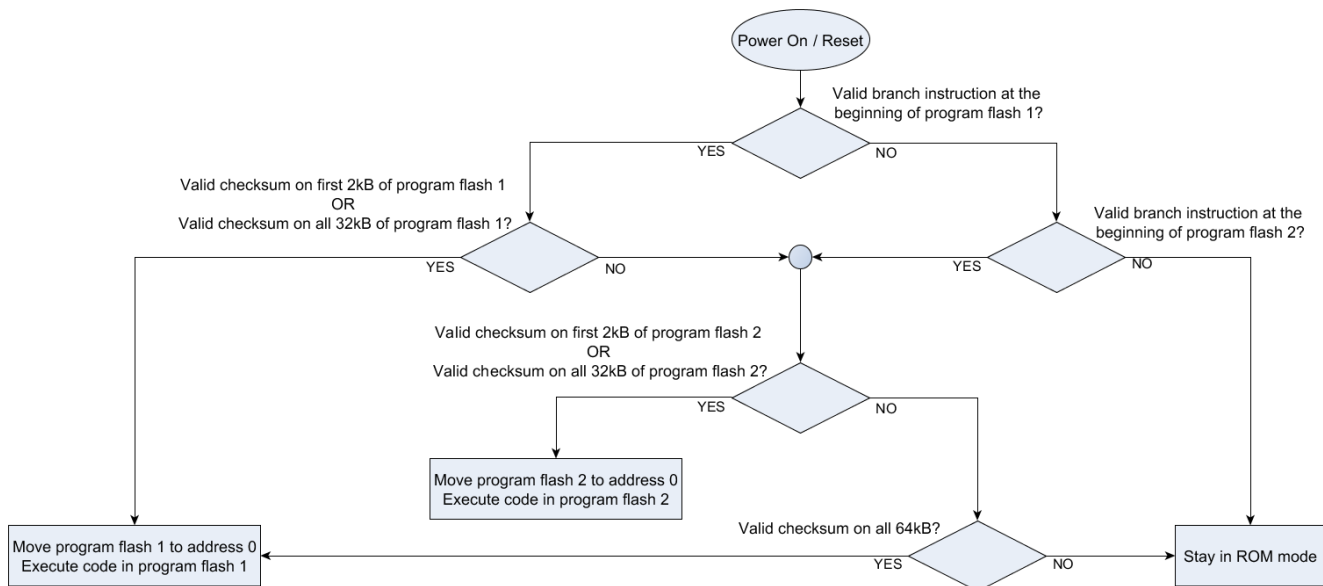 Power On / Reset
Valid branch instruction at the
beginning of program flash 1?
YES
NO
Valid checksum on first 2kB of program flash 1
OR
Valid checksum on all 32kB of program flash 1?
Valid branch instruction at the
beginning of program flash 2?
YES
NO
YES
NO
Valid checksum on first 2kB of program flash 2
OR
Valid checksum on all 32kB of program flash 2?
YES
NO
Move program flash 2 to address 0
Execute code in program flash 2
Valid checksum on all 64kB?
Move program flash 1 to address 0
Execute code in program flash 1
YES
NO
Stay in ROM mode